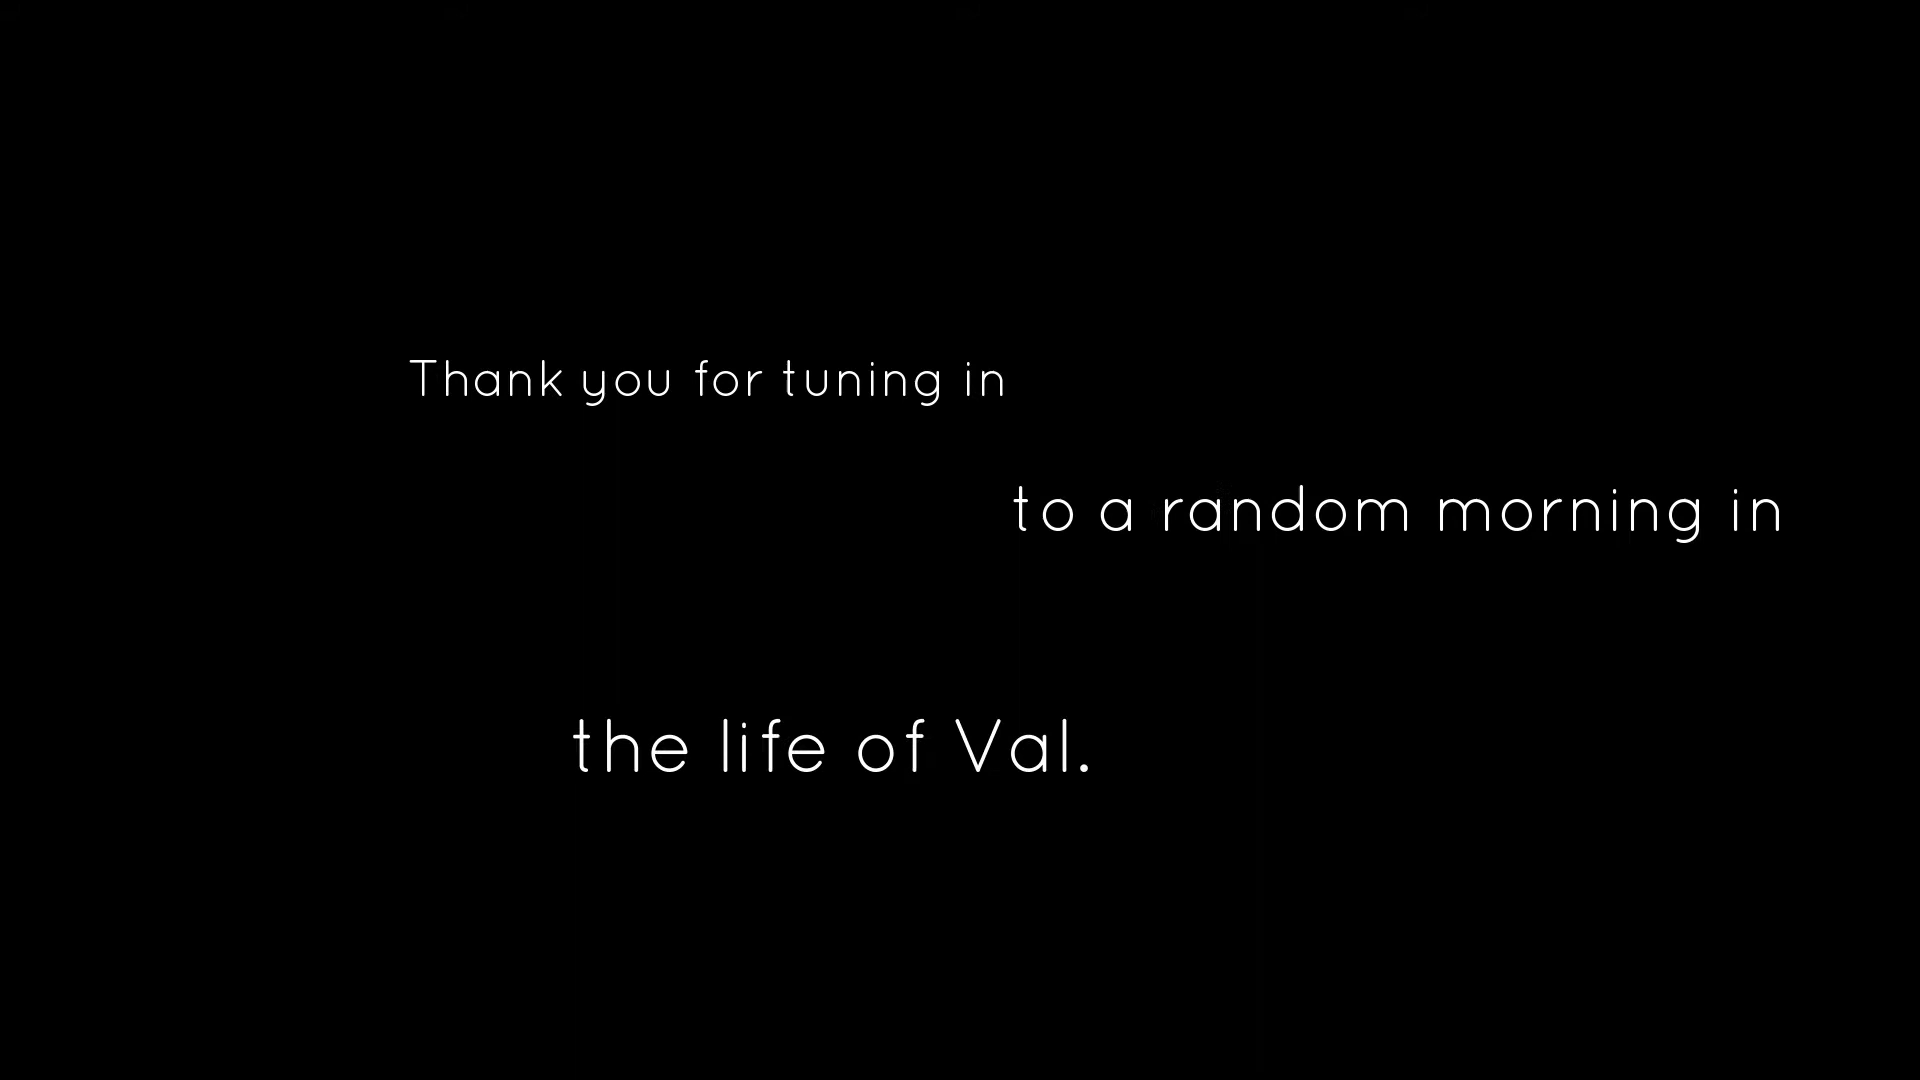 Thank you for tuning in
to a random morning in
the life of Val.